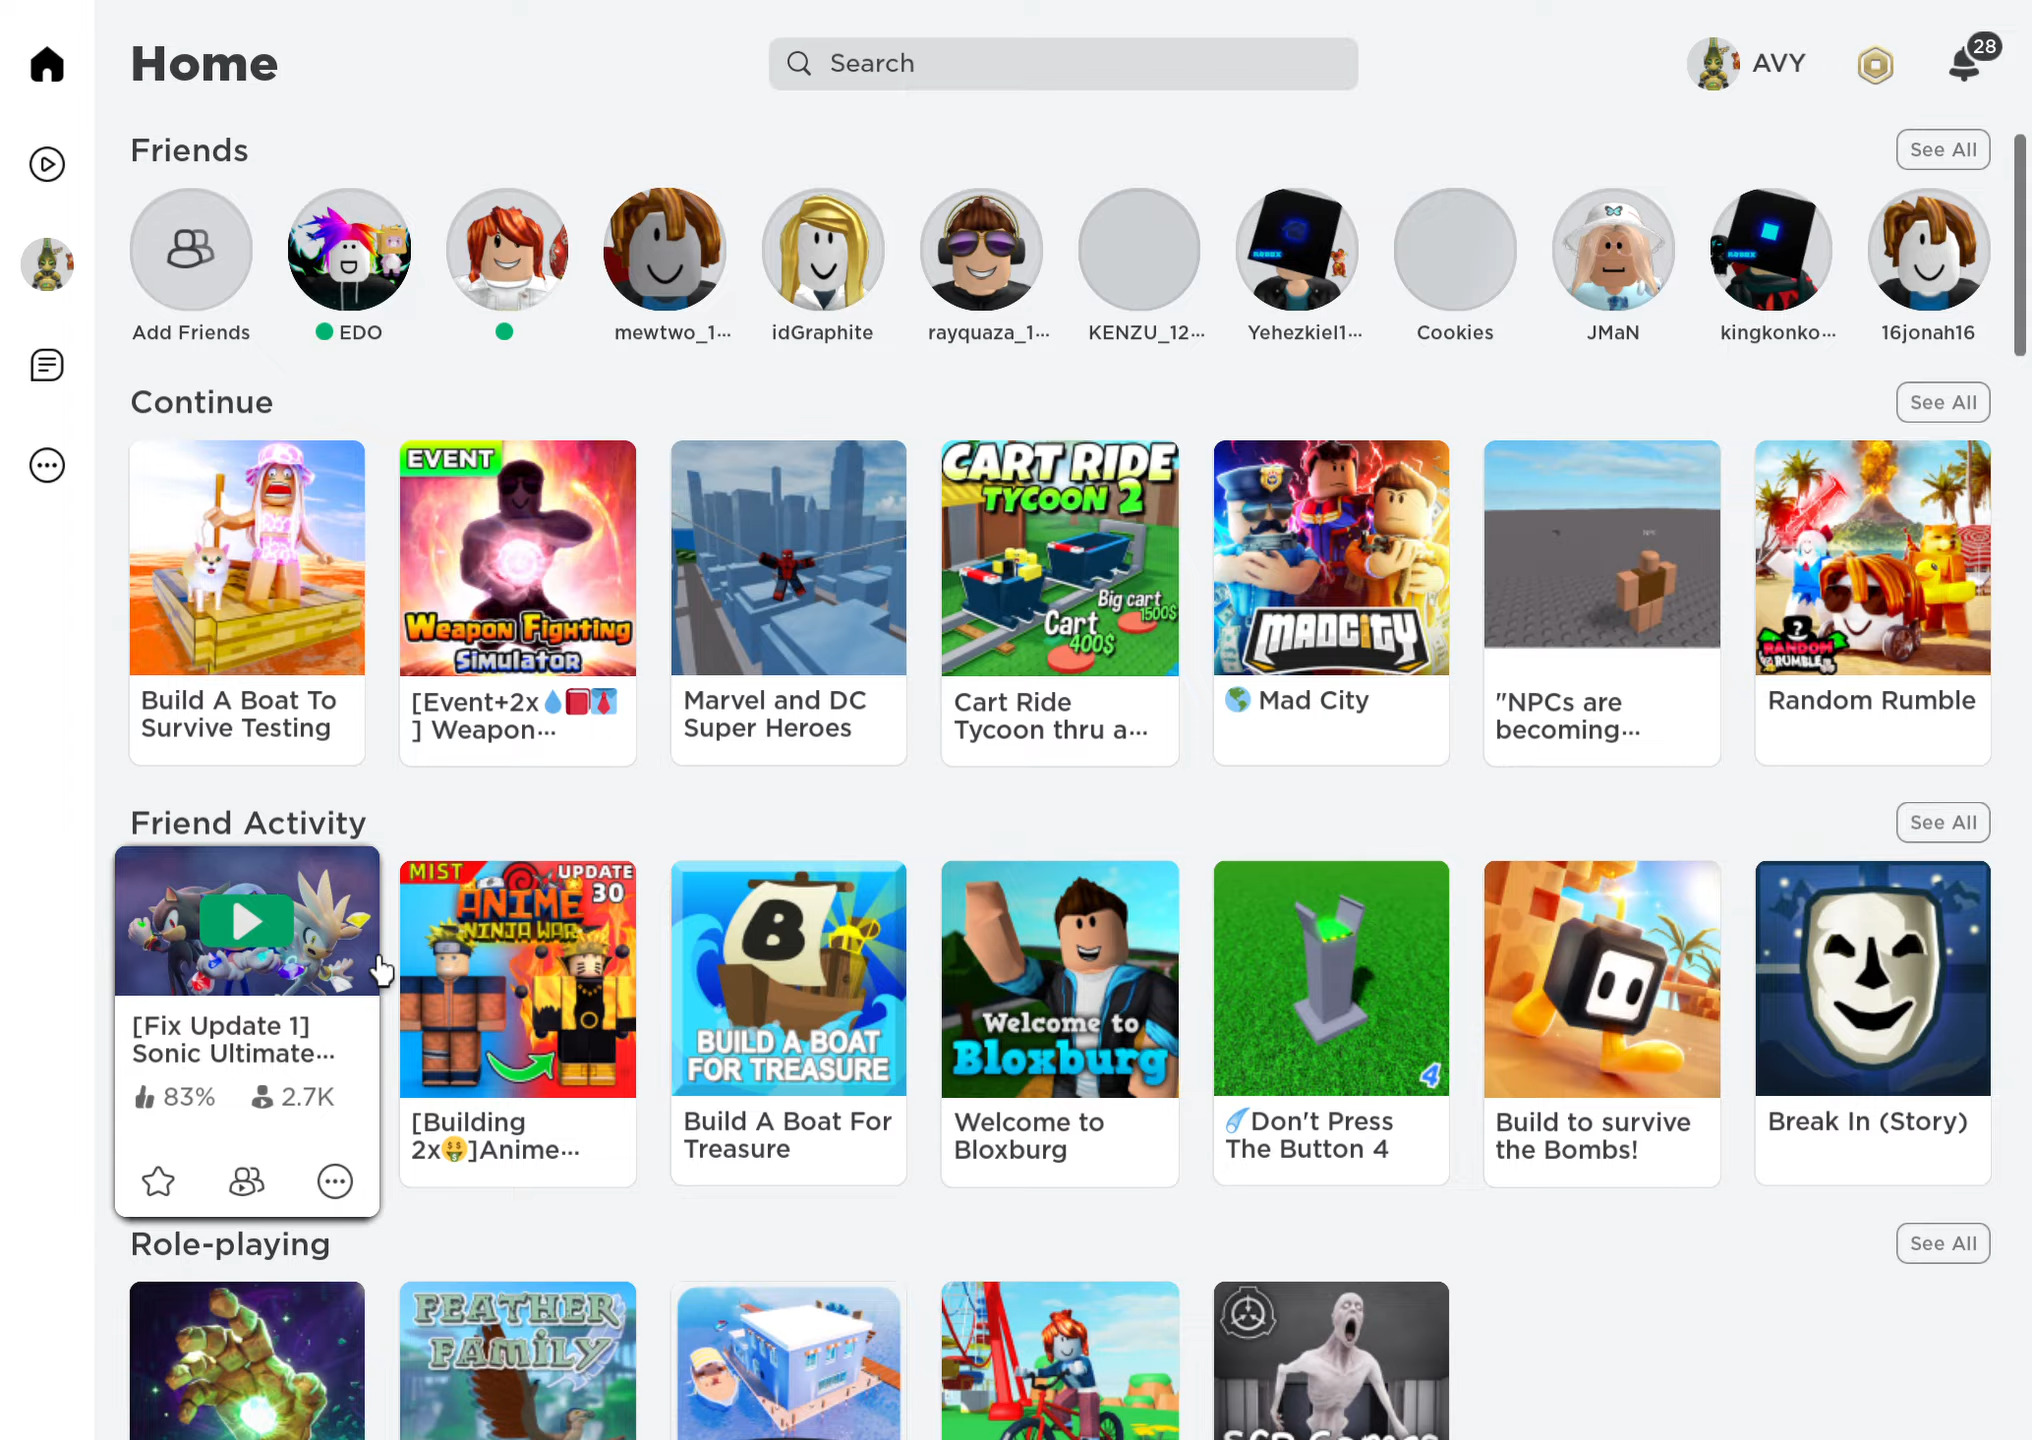 Home
Search
AVY
28
Friends
See All
Add Friends
EDO
mewtwo_1...
idGraphite
rayquaza_1...
KENZU_12...
Yehezkiel1...
Cookies
JMaN
kingkonko...
16jonah16
Continue
See All
EVENT
Weapon Fighting
Simulator
CART RIDE
TYCOON 2
Big cart
1500$
Cart
400$
MADCITY
NPC
?
RANDOM
RUMBLE
Build A Boat To
Survive Testing
[Event+2x💧📕👔
] Weapon...
Marvel and DC
Super Heroes
Cart Ride
Tycoon thru a...
🌎 Mad City
"NPCs are
becoming...
Random Rumble
Friend Activity
See All
MIST
UPDATE
30
ANIME
NINJA WAR
B
BUILD A BOAT
FOR TREASURE
Welcome to
Bloxburg
4
[Fix Update 1]
Sonic Ultimate...
83%
2.7K
[Building
2x🤑]Anime...
Build A Boat For
Treasure
Welcome to
Bloxburg
☄️Don't Press
The Button 4
Build to survive
the Bombs!
Break In (Story)
Role-playing
See All
FEATHER
FAMILY